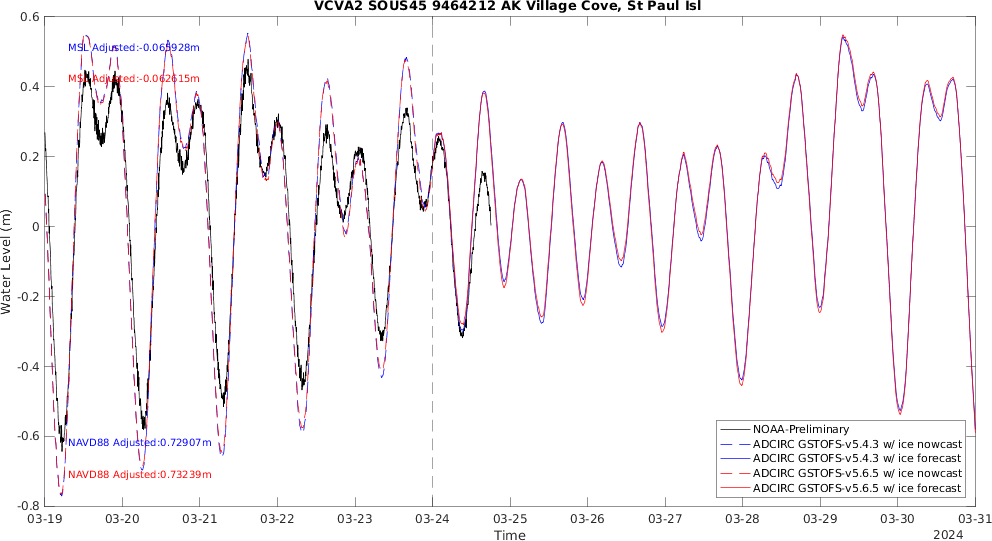 VCVA2 SOUS45 9464212 AK Village Cove, St Paul Isl
Water Level (m)
0.6
0.4
0.2
0
-0.2
-0.4
-0.6
-0.8
MSL Adjusted:-0.065928m
MSL Adjusted:-0.062615m
NAVD88 Adjusted:0.72907m
NAVD88 Adjusted:0.73239m
NOAA-Preliminary
ADCIRC GSTOFS-v5.4.3 w/ ice nowcast
ADCIRC GSTOFS-v5.4.3 w/ ice forecast
ADCIRC GSTOFS-v5.6.5 w/ ice nowcast
ADCIRC GSTOFS-v5.6.5 w/ ice forecast
03-19 03-20 03-21 03-22 03-23 03-24 03-25 03-26 03-27 03-28 03-29 03-30 03-31
Time
2024